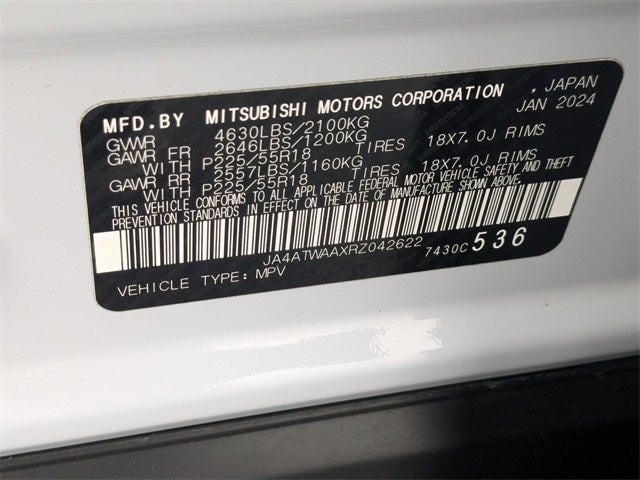 MFD.BY MITSUBISHI MOTORS CORPORATION . JAPAN
GVWR 4630LBS/2100KG JAN 2024
GAWR FR 2646LBS/1200KG
WITH P225/55R18 TIRES 18X7.0J RIMS
GAWR RR 2557LBS/1160KG
WITH P225/55R18 TIRES 18X7.0J RIMS
THIS VEHICLE CONFORMS TO ALL APPLICABLE FEDERAL MOTOR VEHICLE SAFETY AND THEFT
PREVENTION STANDARDS IN EFFECT ON THE DATE OF MANUFACTURE SHOWN ABOVE.
JA4ATWAAXRZ042622 7430C 536
VEHICLE TYPE: MPV